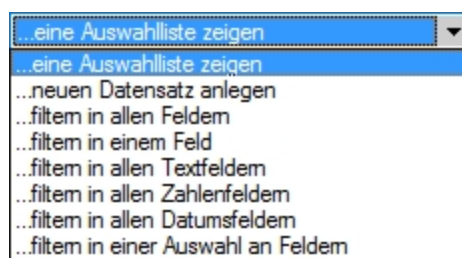 ...eine Auswahlliste zeigen
...eine Auswahlliste zeigen
...neuen Datensatz anlegen
...filtern in allen Feldern
...filtern in einem Feld
...filtern in allen Textfeldern
...filtern in allen Zahlenfeldern
...filtern in allen Datumsfeldern
...filtern in einer Auswahl an Feldern